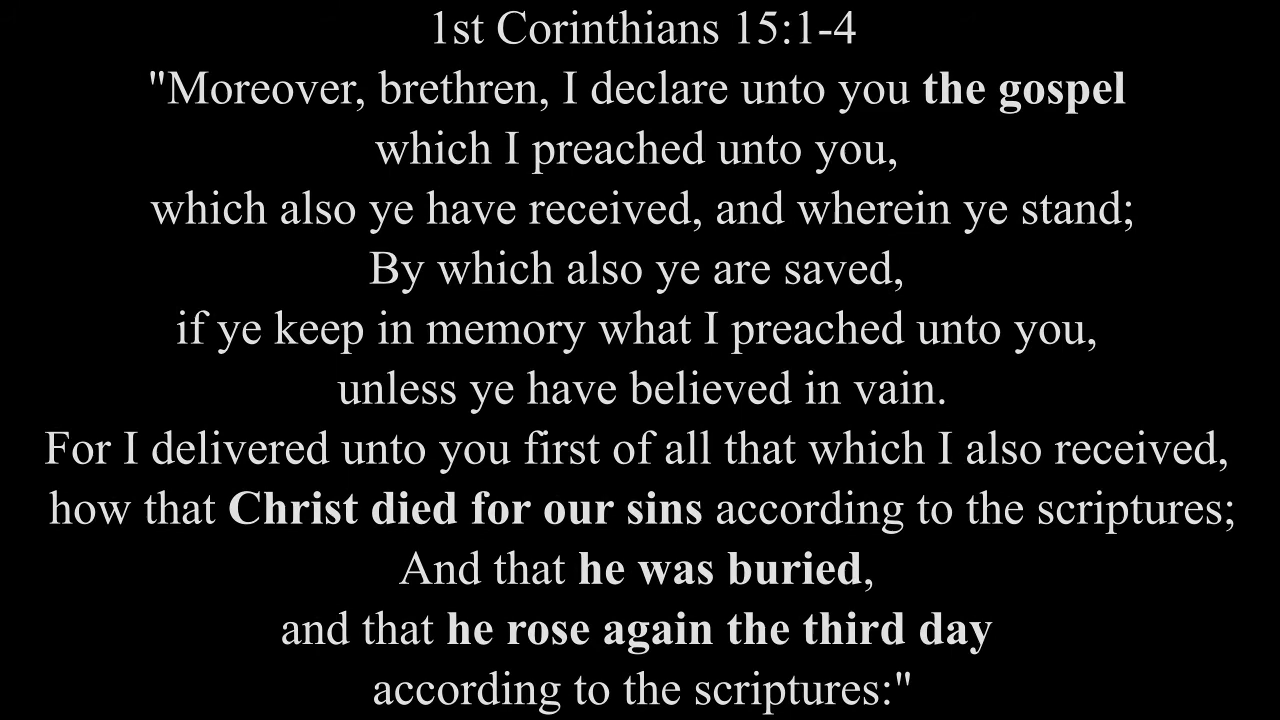 1st Corinthians 15:1-4
"Moreover, brethren, I declare unto you the gospel
which I preached unto you,
which also ye have received, and wherein ye stand;
By which also ye are saved,
if ye keep in memory what I preached unto you,
unless ye have believed in vain.
For I delivered unto you first of all that which I also received,
how that Christ died for our sins according to the scriptures;
And that he was buried,
and that he rose again the third day
according to the scriptures:"